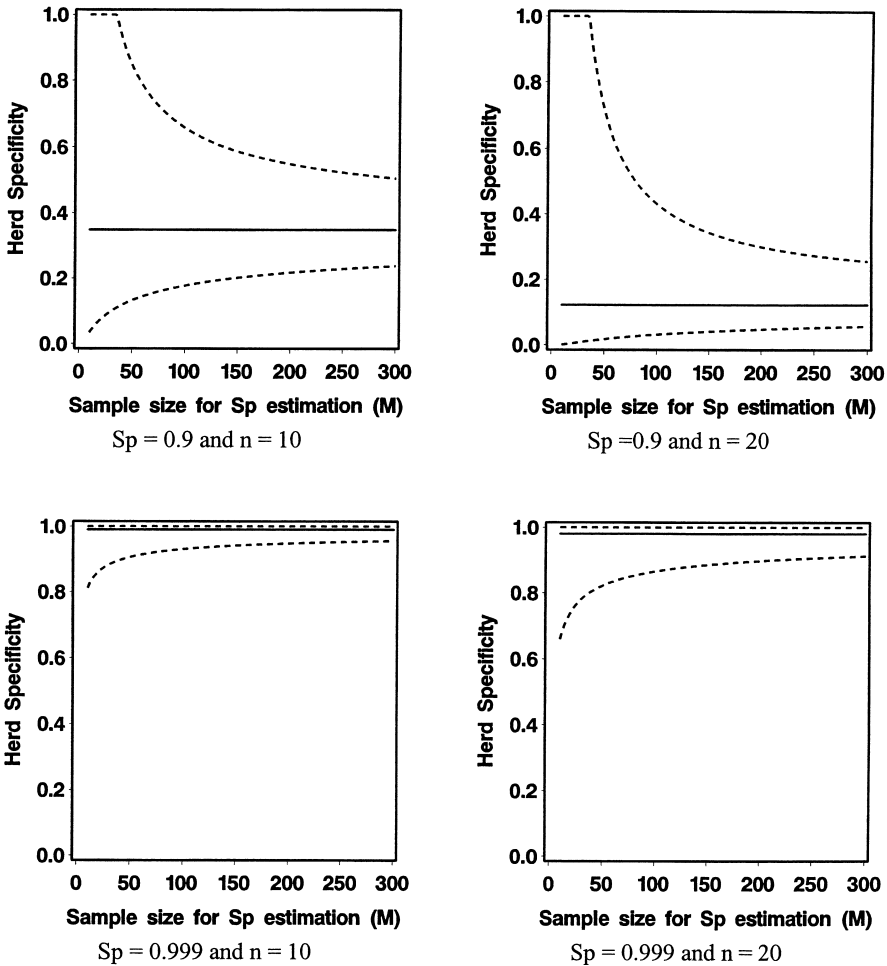 1.0
0.8
0.6
0.4
0.2
0.0
Herd Specificity
0 50 100 150 200 250 300
Sample size for Sp estimation (M)
Sp = 0.9 and n = 10
1.0
0.8
0.6
0.4
0.2
0.0
Herd Specificity
0 50 100 150 200 250 300
Sample size for Sp estimation (M)
Sp =0.9 and n = 20
1.0
0.8
0.6
0.4
0.2
0.0
Herd Specificity
0 50 100 150 200 250 300
Sample size for Sp estimation (M)
Sp = 0.999 and n = 10
1.0
0.8
0.6
0.4
0.2
0.0
Herd Specificity
0 50 100 150 200 250 300
Sample size for Sp estimation (M)
Sp = 0.999 and n = 20